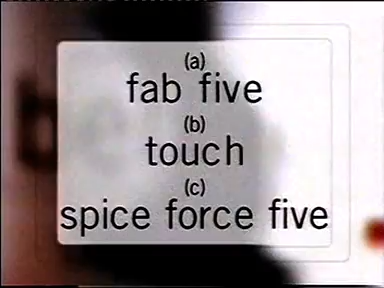 (a)
fab five
(b)
touch
(c)
spice force five